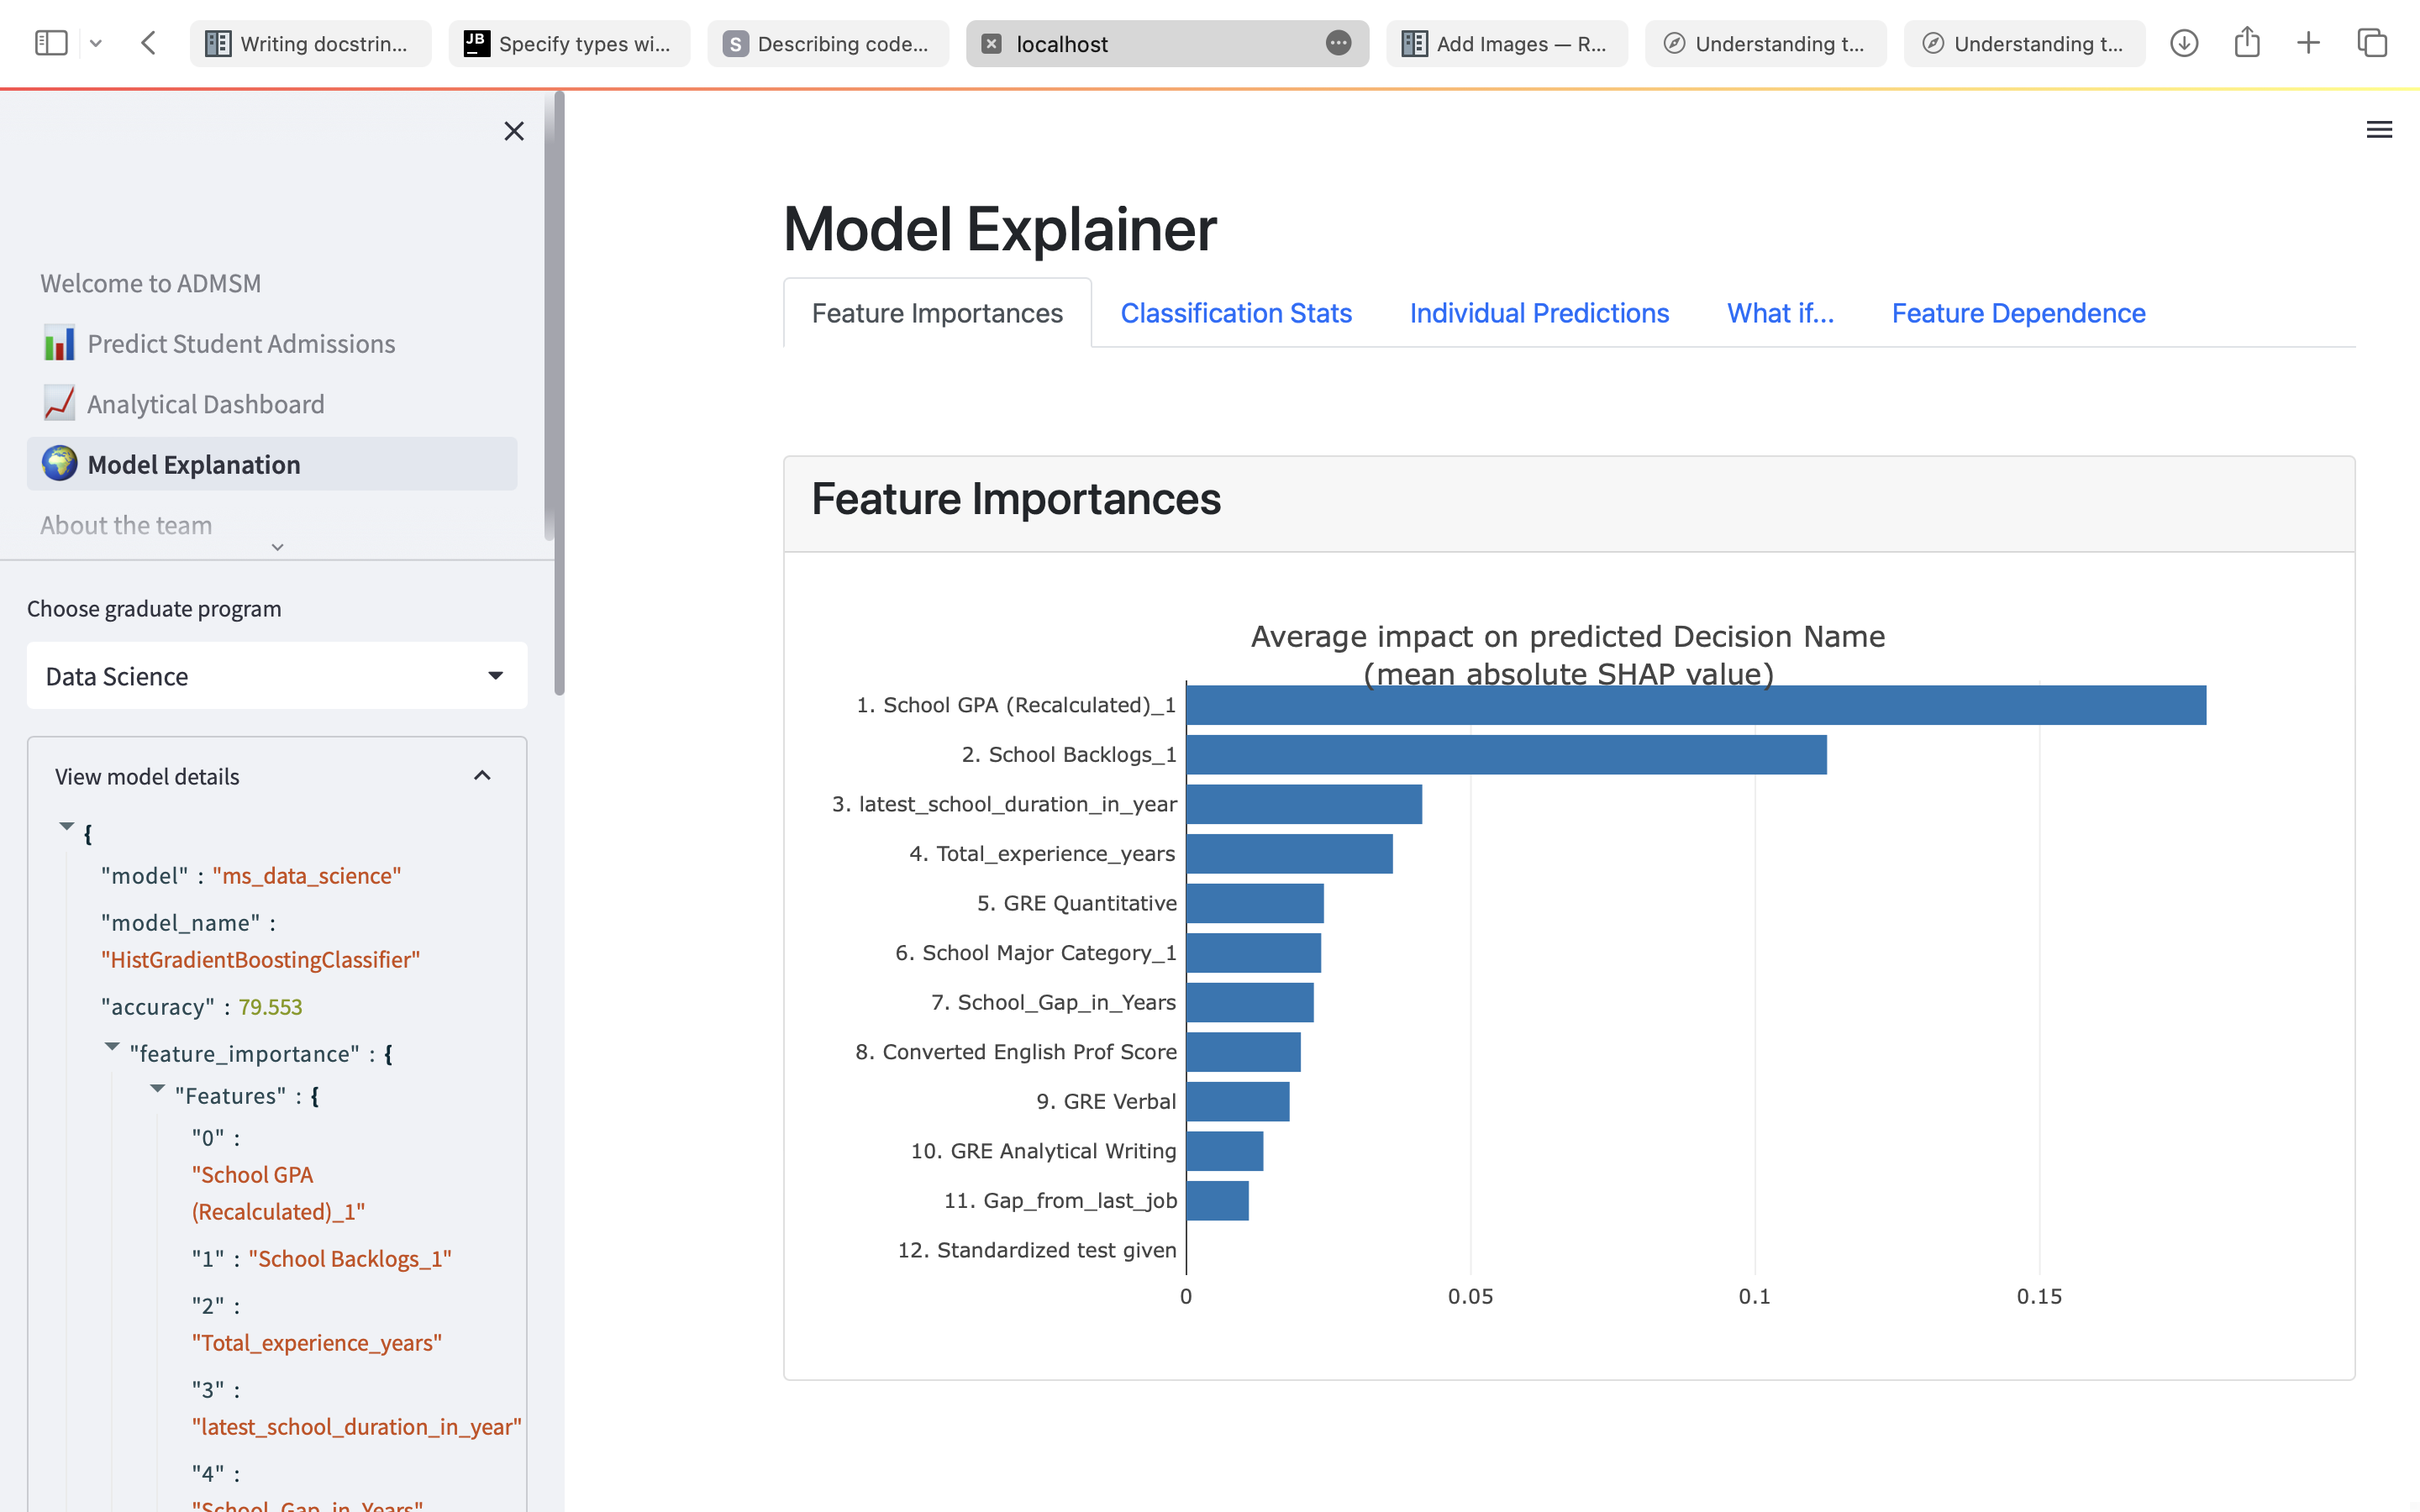 Writing docstrin...
JB
Specify types wi...
S
Describing code...
localhost
Add Images — R...
Understanding t...
Understanding t...
Welcome to ADMSM
Predict Student Admissions
Analytical Dashboard
Model Explanation
About the team
Choose graduate program
Data Science
View model details
{
"model" : "ms_data_science"
"model_name" :
"HistGradientBoostingClassifier"
"accuracy" : 79.553
"feature_importance" : {
"Features" : {
"0" :
"School GPA
(Recalculated)_1"
"1" : "School Backlogs_1"
"2" :
"Total_experience_years"
"3" :
"latest_school_duration_in_year"
"4" :
"School_Gap_in_Years"
Model Explainer
Feature Importances
Classification Stats
Individual Predictions
What if...
Feature Dependence
Feature Importances
Average impact on predicted Decision Name
(mean absolute SHAP value)
1. School GPA (Recalculated)_1
2. School Backlogs_1
3. latest_school_duration_in_year
4. Total_experience_years
5. GRE Quantitative
6. School Major Category_1
7. School_Gap_in_Years
8. Converted English Prof Score
9. GRE Verbal
10. GRE Analytical Writing
11. Gap_from_last_job
12. Standardized test given
0
0.05
0.1
0.15